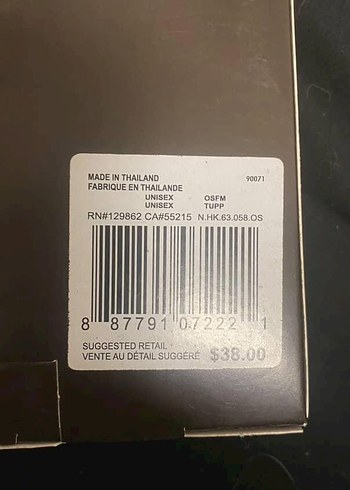 MADE IN THAILAND 90071
FABRIQUE EN THAILANDE
UNISEX OSFM
UNISEX TUPP
RN#129862 CA#55215 N.HK.63.058.OS
8 87791 07222 1
SUGGESTED RETAIL
VENTE AU DÉTAIL SUGGÉRÉ $38.00